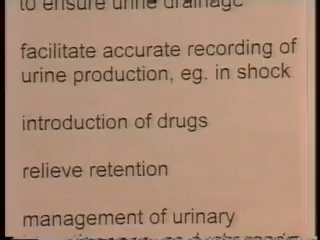 to ensure urine drainage
facilitate accurate recording of
urine production, eg. in shock
introduction of drugs
relieve retention
management of urinary